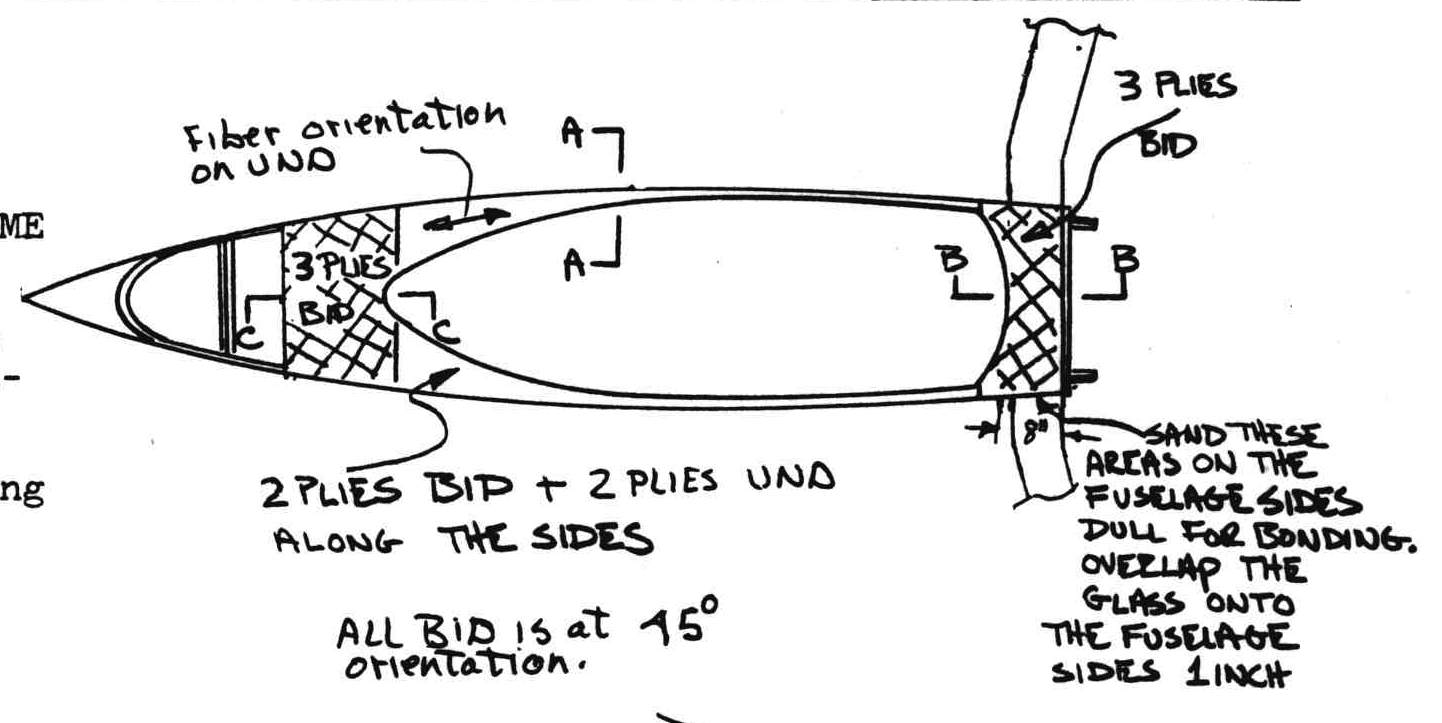 3 PLIES
BID
Fiber orientation
on UND
A
A
ME
3 PLIES
BID
C
C
B
B
8"
-
SAND THESE
AREAS ON THE
FUSELAGE SIDES
DULL FOR BONDING.
OVERLAP THE
GLASS ONTO
THE FUSELAGE
SIDES 1 INCH
ng
2 PLIES BID + 2 PLIES UND
ALONG THE SIDES
ALL BID IS at 45°
orientation.